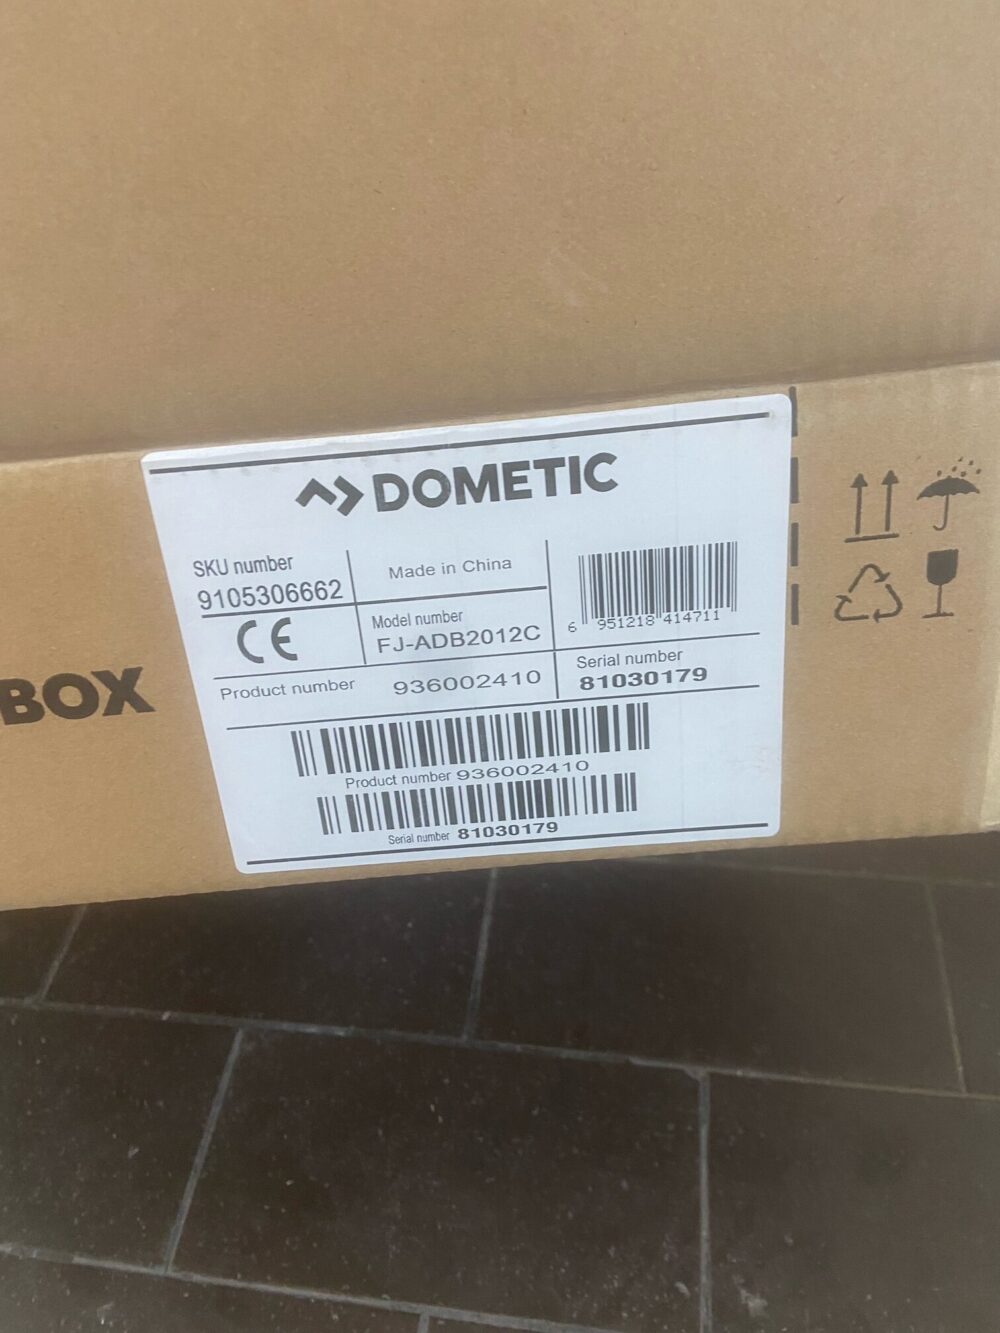 DOMETIC
SKU number
9105306662
Made in China
CE
Model number
FJ-ADB2012C
6 951218 414711
Product number 936002410
Serial number
81030179
BOX
Product number 936002410
Serial number 81030179